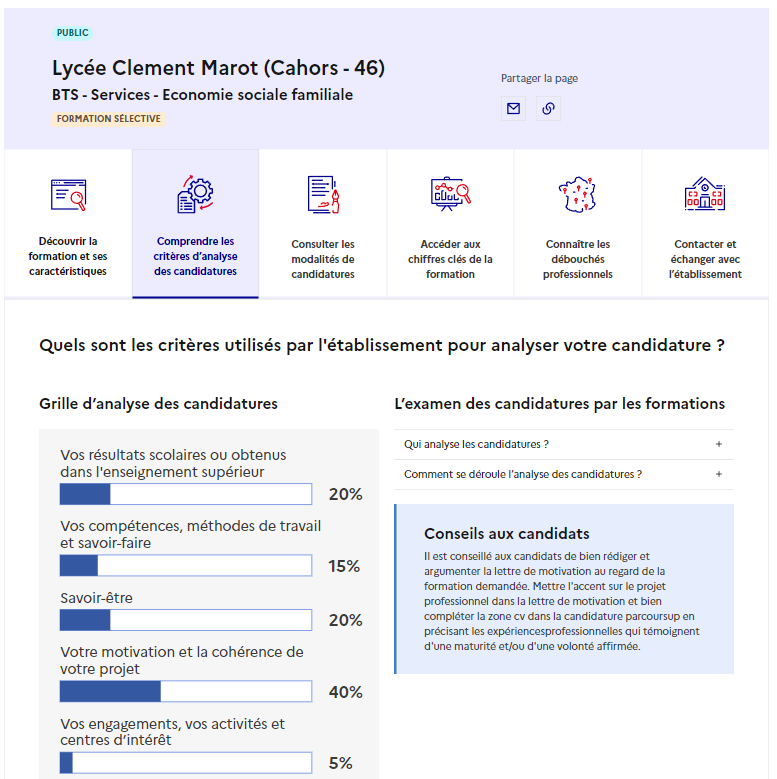 PUBLIC
Lycée Clement Marot (Cahors - 46)
BTS - Services - Economie sociale familiale
FORMATION SÉLECTIVE
Partager la page
Découvrir la
formation et ses
caractéristiques
Comprendre les
critères d'analyse
des candidatures
Consulter les
modalités de
candidatures
Accéder aux
chiffres clés de la
formation
Connaître les
débouchés
professionnels
Contacter et
échanger avec
l'établissement
Quels sont les critères utilisés par l'établissement pour analyser votre candidature ?
Grille d'analyse des candidatures
Vos résultats scolaires ou obtenus
dans l'enseignement supérieur
20%
Vos compétences, méthodes de travail
et savoir-faire
15%
Savoir-être
20%
Votre motivation et la cohérence de
votre projet
40%
Vos engagements, vos activités et
centres d'intérêt
5%
L'examen des candidatures par les formations
Qui analyse les candidatures ? +
Comment se déroule l'analyse des candidatures ? +
Conseils aux candidats
Il est conseillé aux candidats de bien rédiger et
argumenter la lettre de motivation au regard de la
formation demandée. Mettre l'accent sur le projet
professionnel dans la lettre de motivation et bien
compléter la zone cv dans la candidature parcoursup en
précisant les expériencesprofessionnelles qui témoignent
d'une maturité et/ou d'une volonté affirmée.